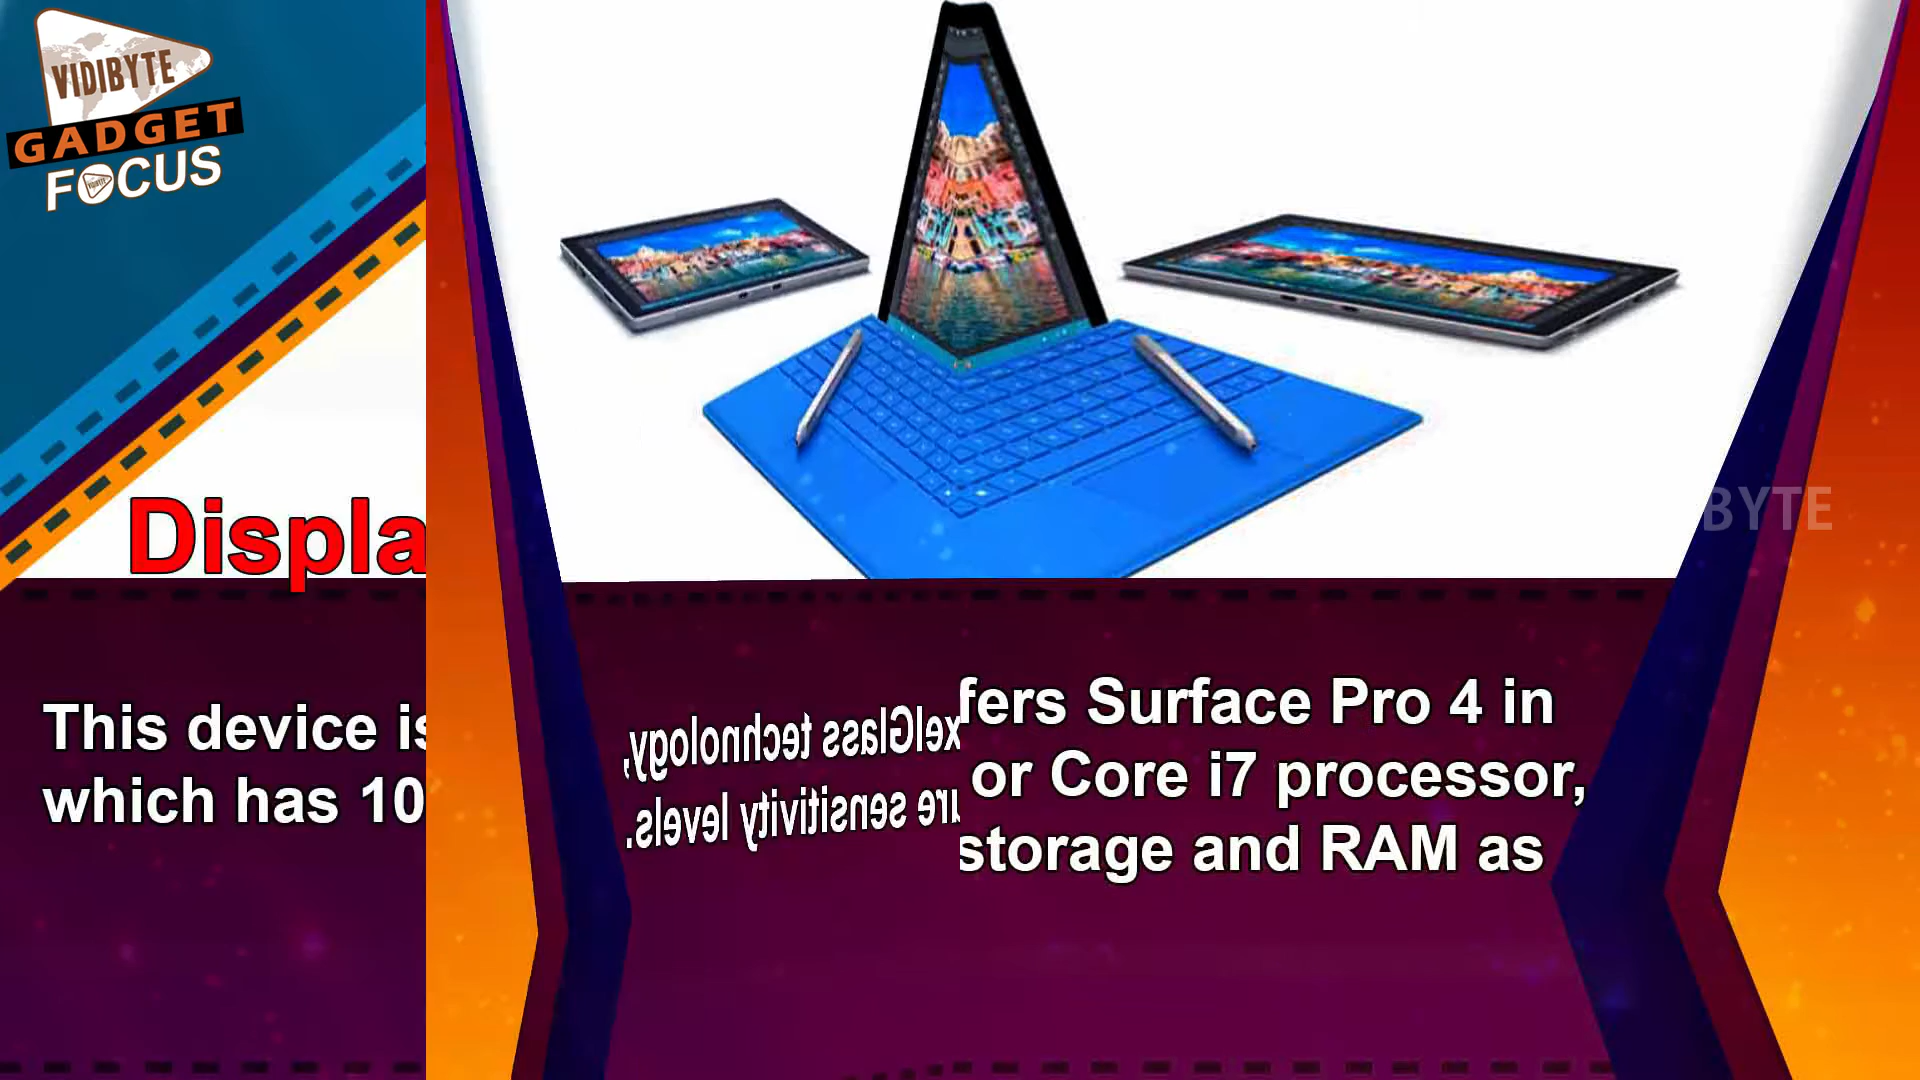 VIDIBYTE
GADGET
FOCUS
Displa
BYTE
This device is
which has 10
xelGlass technology,
are sensitivity levels.
fers Surface Pro 4 in
or Core i7 processor,
storage and RAM as